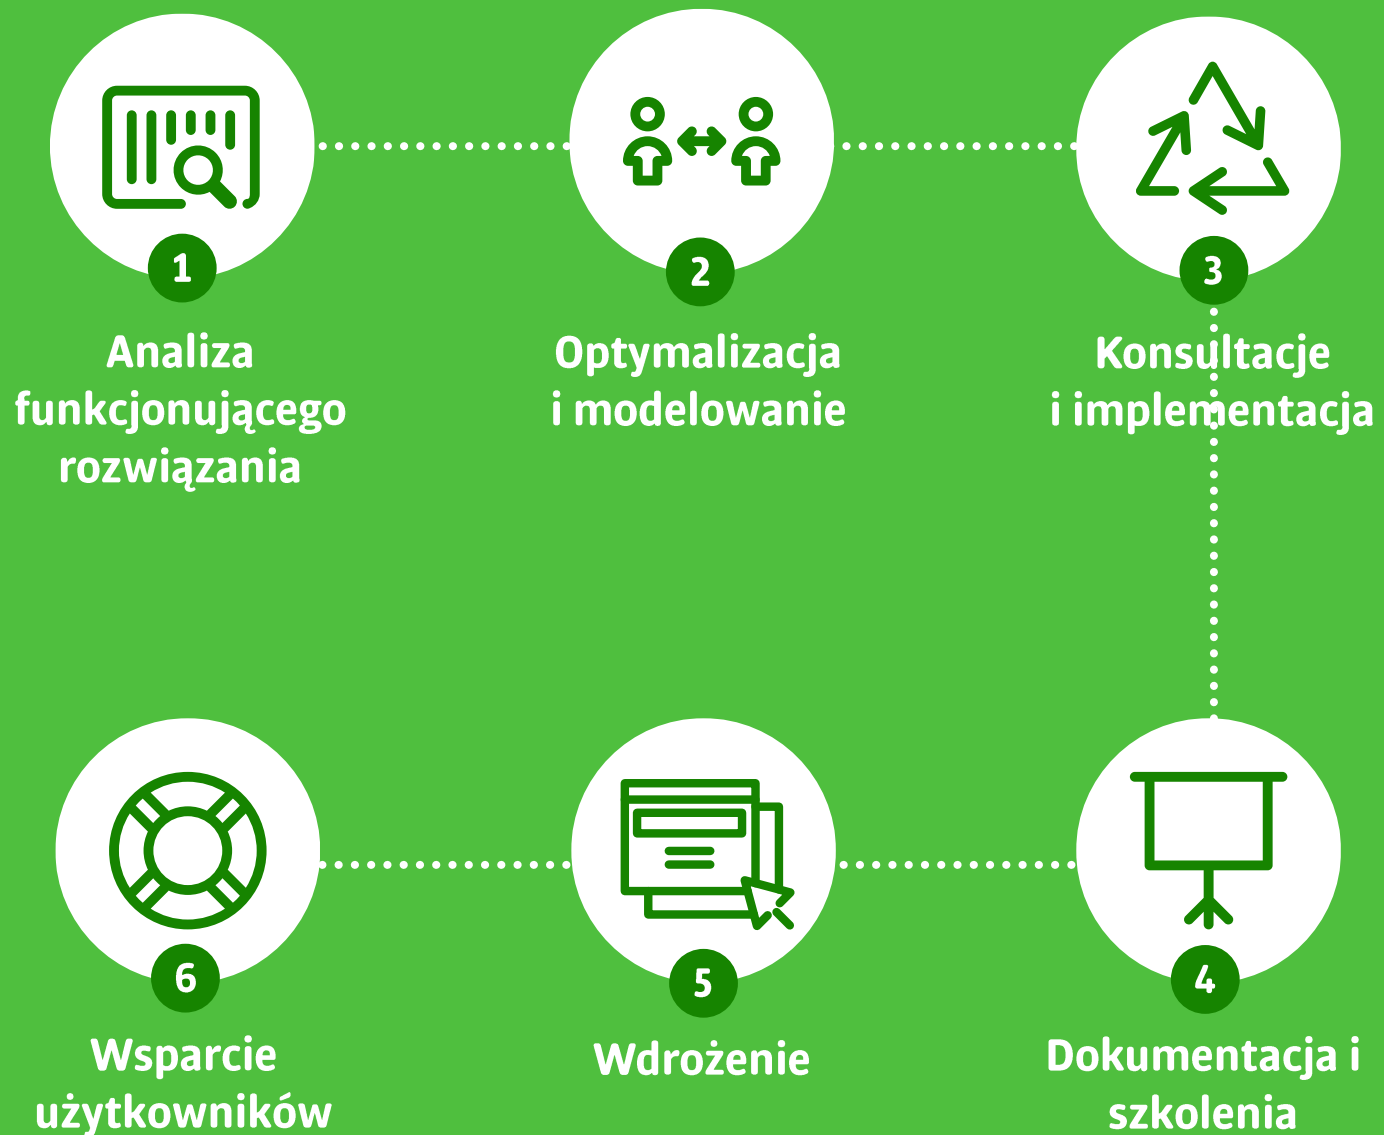 1
Analiza
funkcjonującego
rozwiązania
2
Optymalizacja
i modelowanie
3
Konsultacje
i implementacja
4
Dokumentacja i
szkolenia
5
Wdrożenie
6
Wsparcie
użytkowników